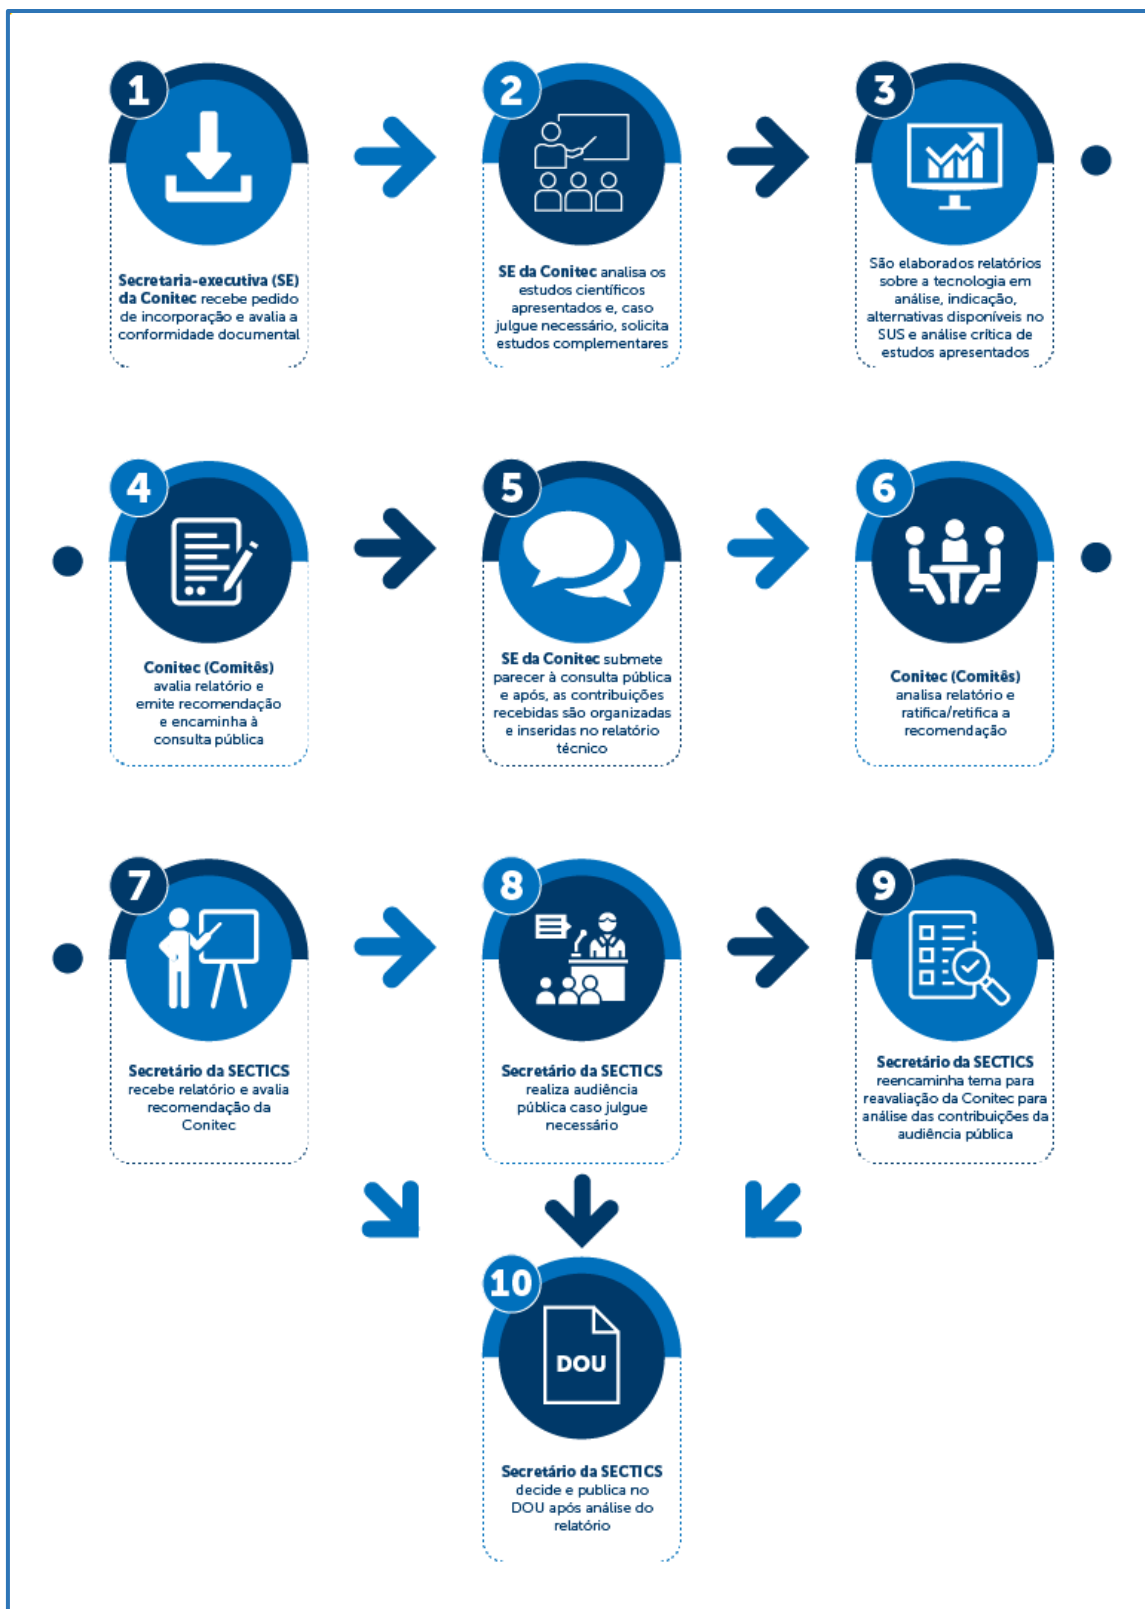 1
Secretaria-executiva (SE)
da Conitec recebe pedido
de incorporação e avalia a
conformidade documental
2
SE da Conitec analisa os
estudos científicos
apresentados e, caso
julgue necessário, solicita
estudos complementares
3
São elaborados relatórios
sobre a tecnologia em
análise, indicação,
alternativas disponíveis no
SUS e análise crítica de
estudos apresentados
4
Conitec (Comitês)
avalia relatório e
emite recomendação
e encaminha à
consulta pública
5
SE da Conitec submete
parecer à consulta pública
e após, as contribuições
recebidas são organizadas
e inseridas no relatório
técnico
6
Conitec (Comitês)
analisa relatório e
ratifica/retifica a
recomendação
7
Secretário da SECTICS
recebe relatório e avalia
recomendação da
Conitec
8
Secretário da SECTICS
realiza audiência
pública caso julgue
necessário
9
Secretário da SECTICS
reencaminha tema para
reavaliação da Conitec para
análise das contribuições da
audiência pública
10
DOU
Secretário da SECTICS
decide e publica no
DOU após análise do
relatório